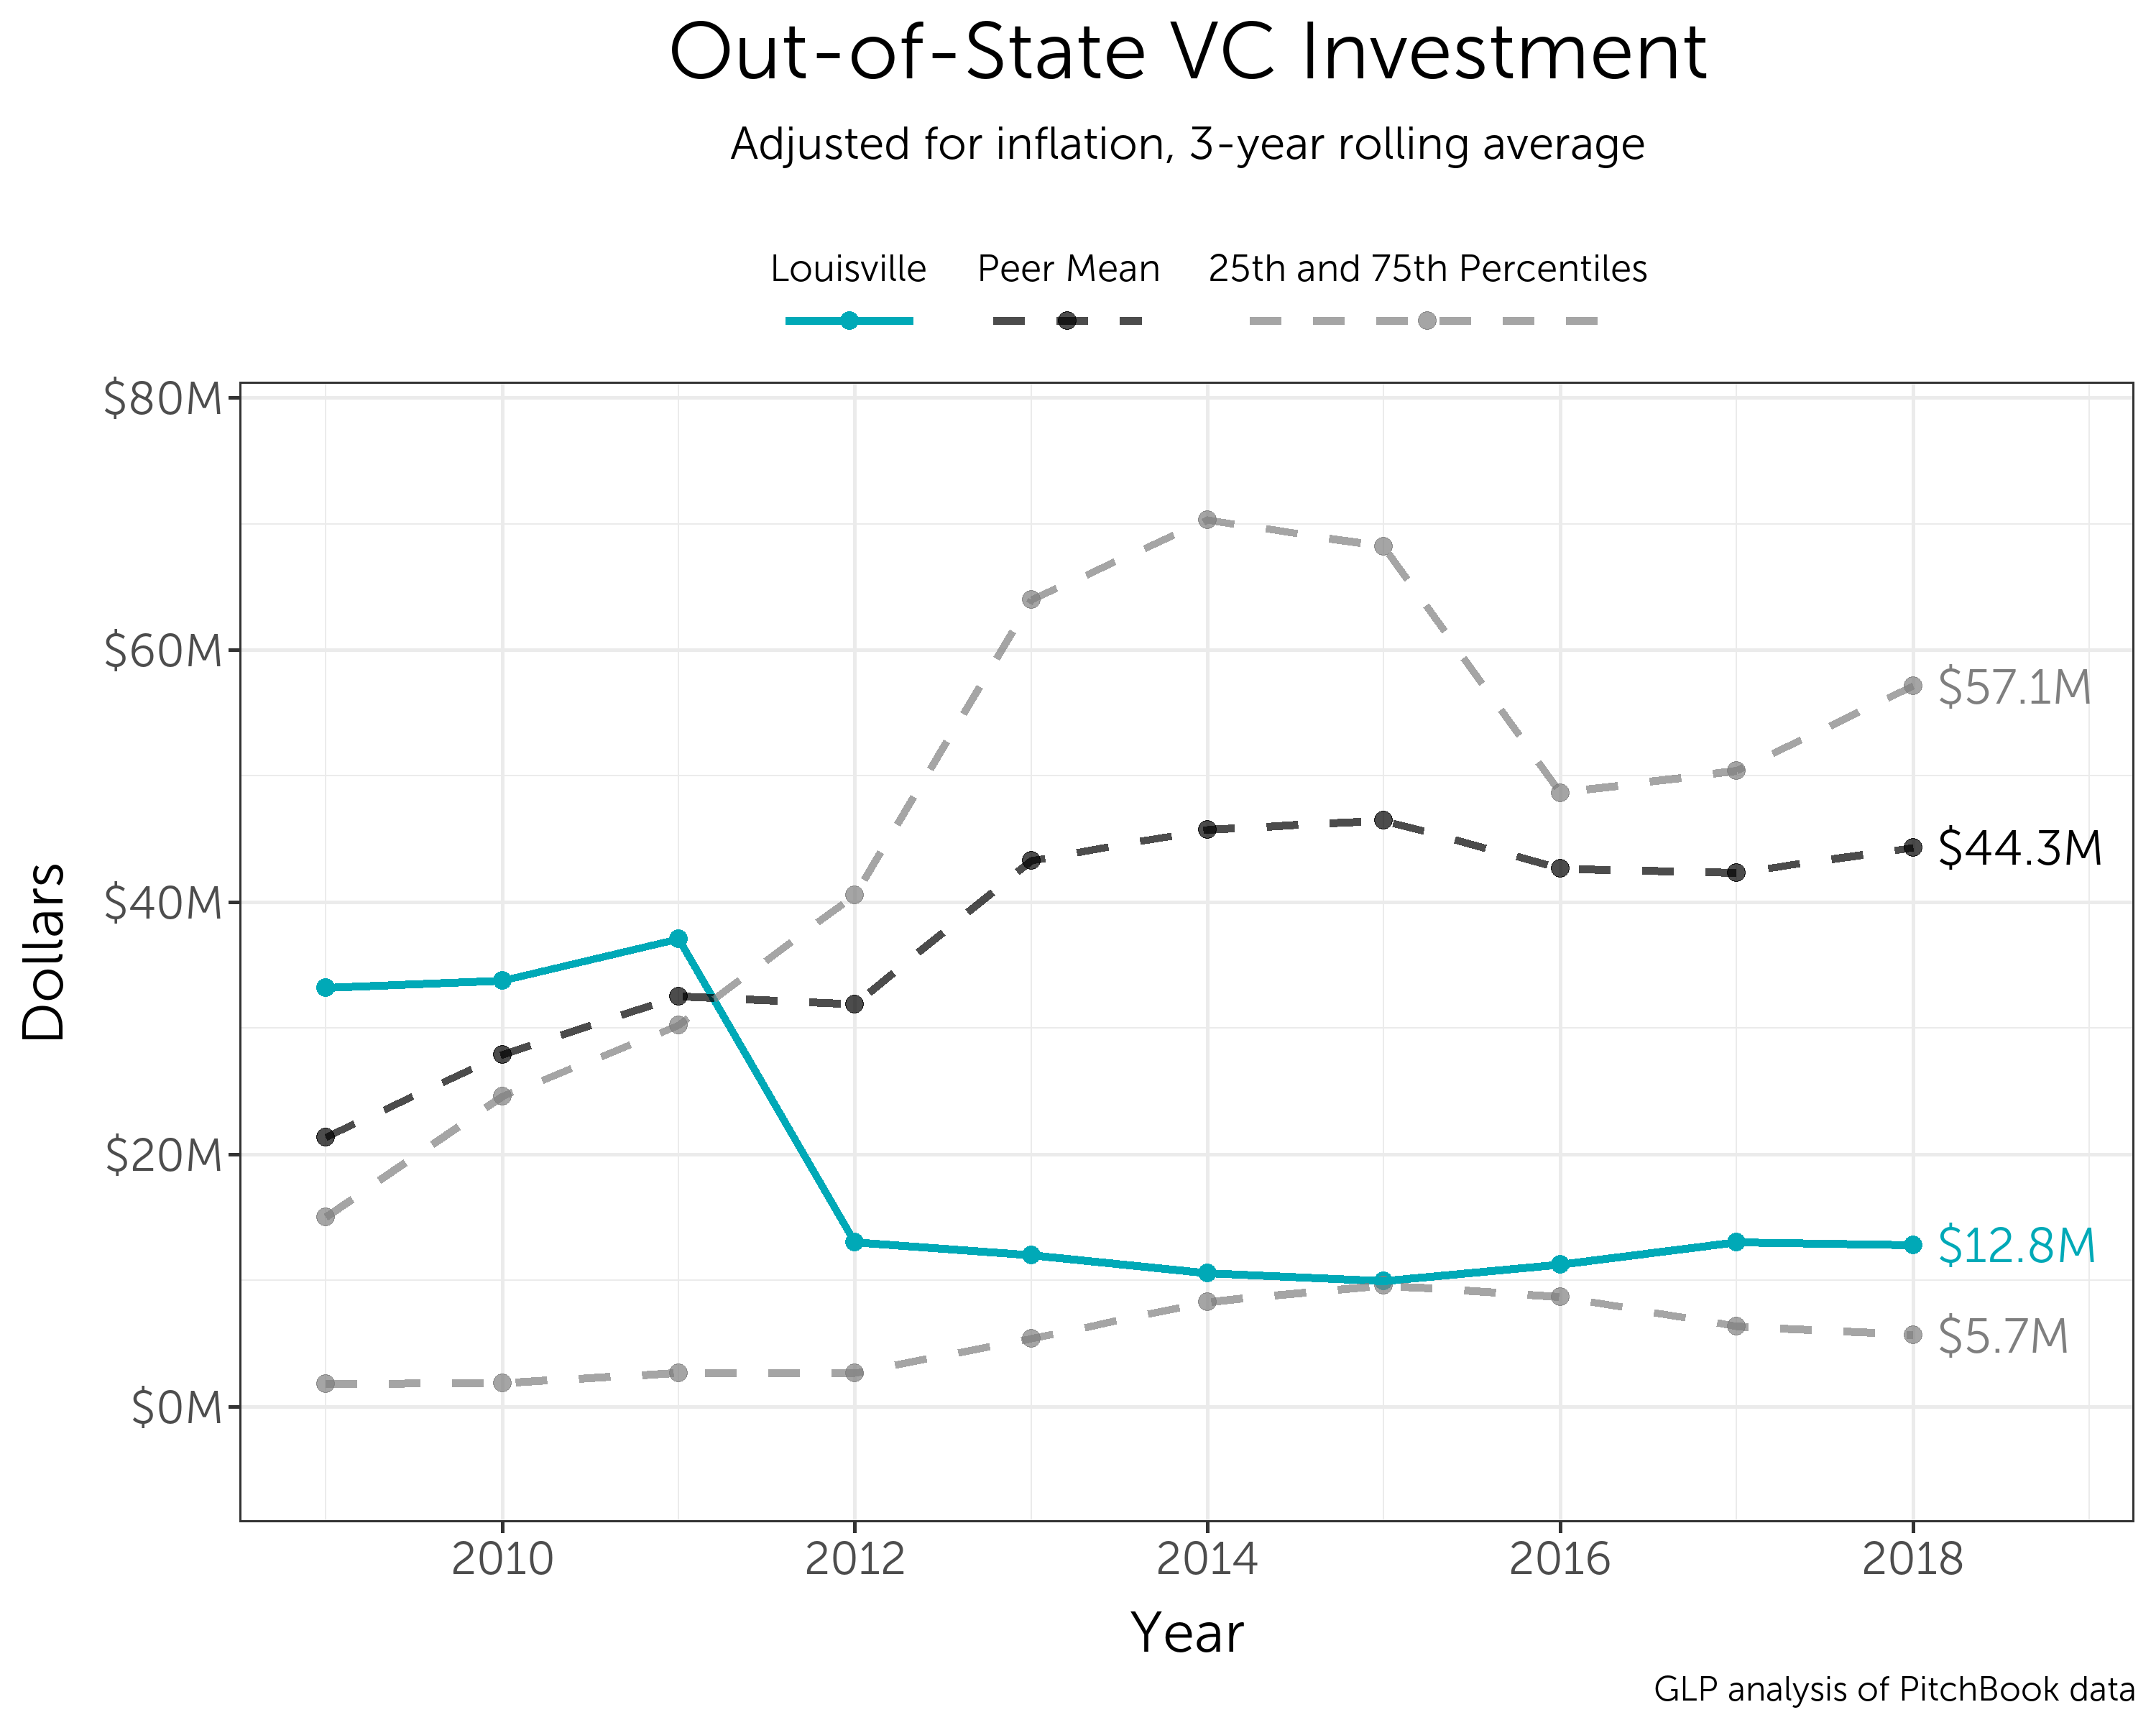 Out-of-State VC Investment
Adjusted for inflation, 3-year rolling average
Louisville
Peer Mean
25th and 75th Percentiles
Dollars
$80M
$60M
$40M
$20M
$0M
$57.1M
$44.3M
$12.8M
$5.7M
2010
2012
2014
2016
2018
Year
GLP analysis of PitchBook data